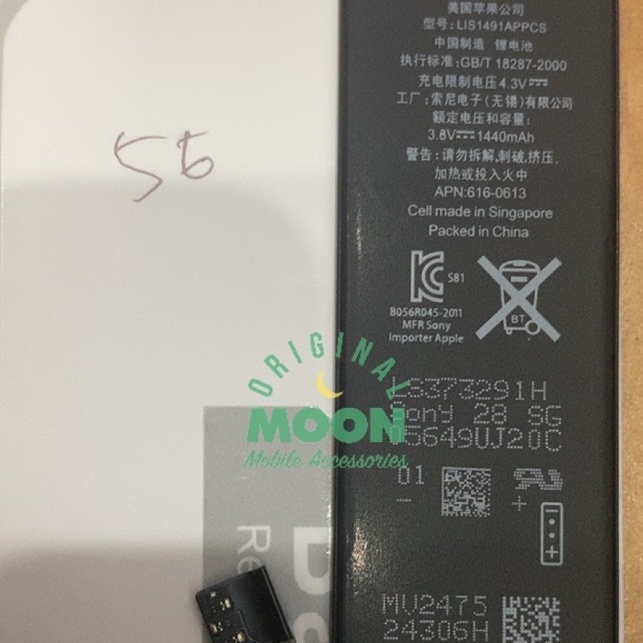 56
美国苹果公司
型号:LIS1491APPCS
中国制造 锂电池
执行标准:GB/T 18287-2000
充电限制电压4.3V
工厂:索尼电子(无锡)有限公司
额定电压和容量:
3.8V 1440mAh
警告:请勿拆解,刺破,挤压,
加热或投入火中
APN:616-0613
Cell made in Singapore
Packed in China
S81
B056R045-2011
MFR Sony
Importer Apple
BT
ORIGINAL
MOON
Mobile Accessories
LS373291H
Sony 28 SG
5649UJ20C
01
MV2475
24306H